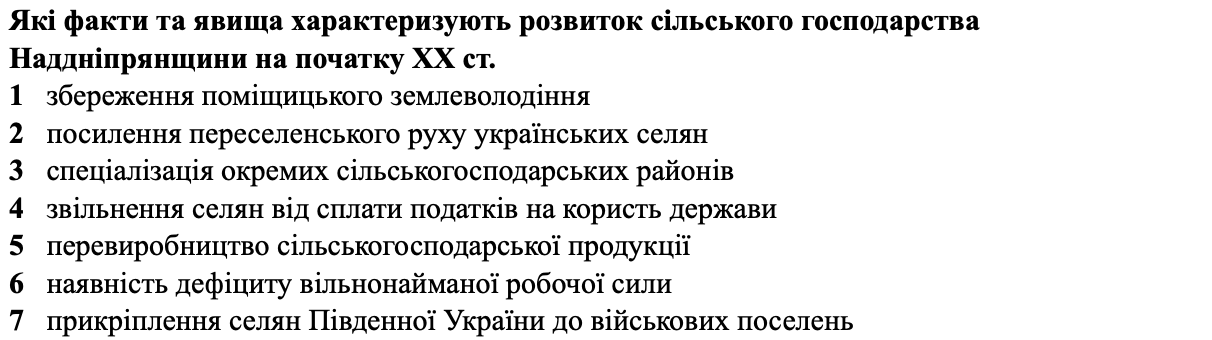 Які факти та явища характеризують розвиток сільського господарства
Наддніпрянщини на початку ХХ ст.
1 збереження поміщицького землеволодіння
2 посилення переселенського руху українських селян
3 спеціалізація окремих сільськогосподарських районів
4 звільнення селян від сплати податків на користь держави
5 перевиробництво сільськогосподарської продукції
6 наявність дефіциту вільнонайманої робочої сили
7 прикріплення селян Південної України до військових поселень